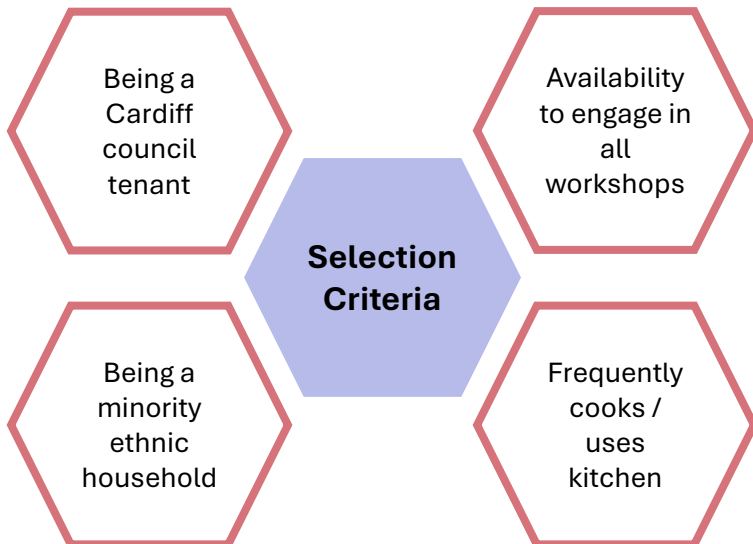 Being a
Cardiff
council
tenant
Availability
to engage in
all
workshops
Selection
Criteria
Being a
minority
ethnic
household
Frequently
cooks /
uses
kitchen